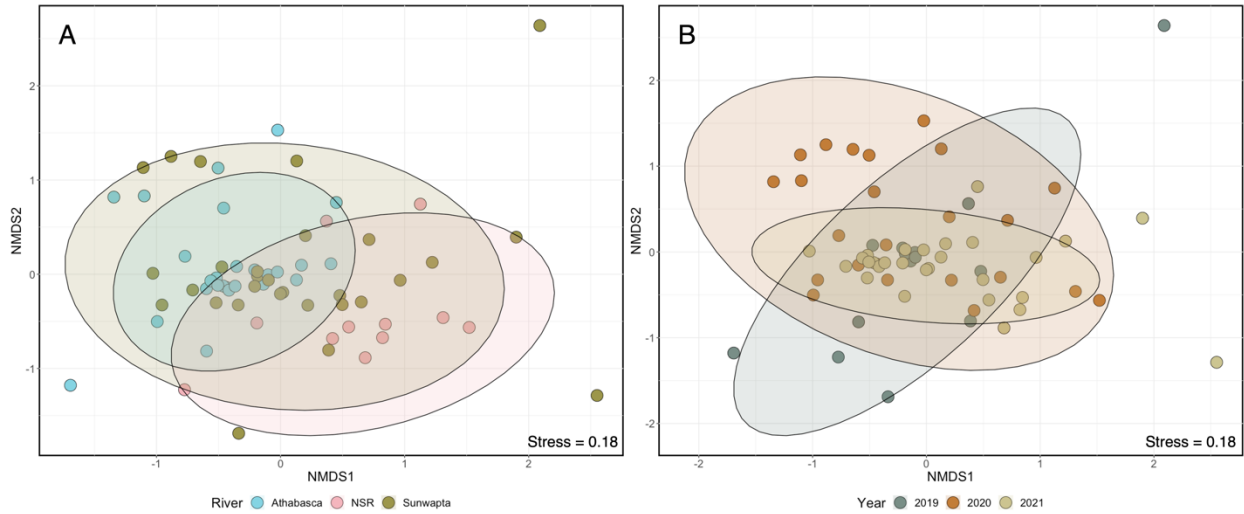 A
2
1
0
-1
NMDS2
Stress = 0.18
-1
0
1
2
NMDS1
River Athabasca NSR Sunwapta
B
2
1
0
-1
-2
NMDS2
Stress = 0.18
-2
-1
0
1
2
NMDS1
Year 2019 2020 2021